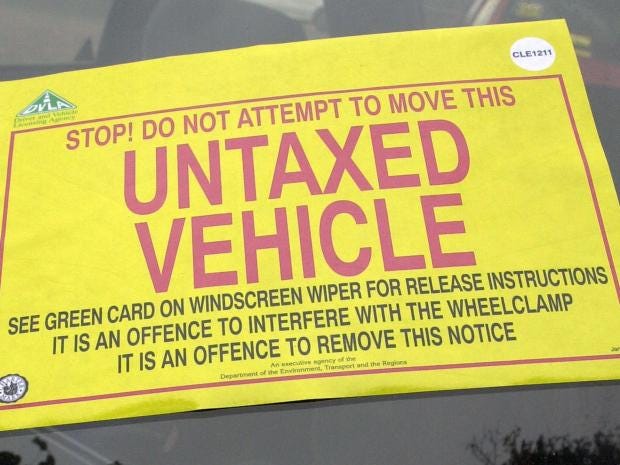 CLE1211
DVLA
Driver and Vehicle
Licensing Agency
STOP! DO NOT ATTEMPT TO MOVE THIS
UNTAXED
VEHICLE
SEE GREEN CARD ON WINDSCREEN WIPER FOR RELEASE INSTRUCTIONS
IT IS AN OFFENCE TO INTERFERE WITH THE WHEELCLAMP
IT IS AN OFFENCE TO REMOVE THIS NOTICE
An executive agency of the
Department of the Environment, Transport and the Regions